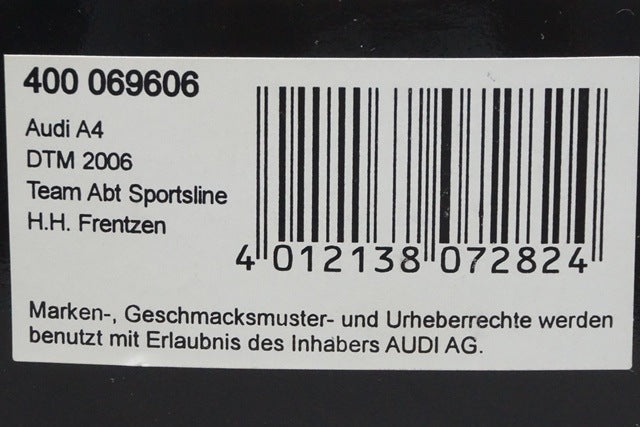 400 069606
Audi A4
DTM 2006
Team Abt Sportsline
H.H. Frentzen
4 012138 072824
Marken-, Geschmacksmuster- und Urheberrechte werden
benutzt mit Erlaubnis des Inhabers AUDI AG.